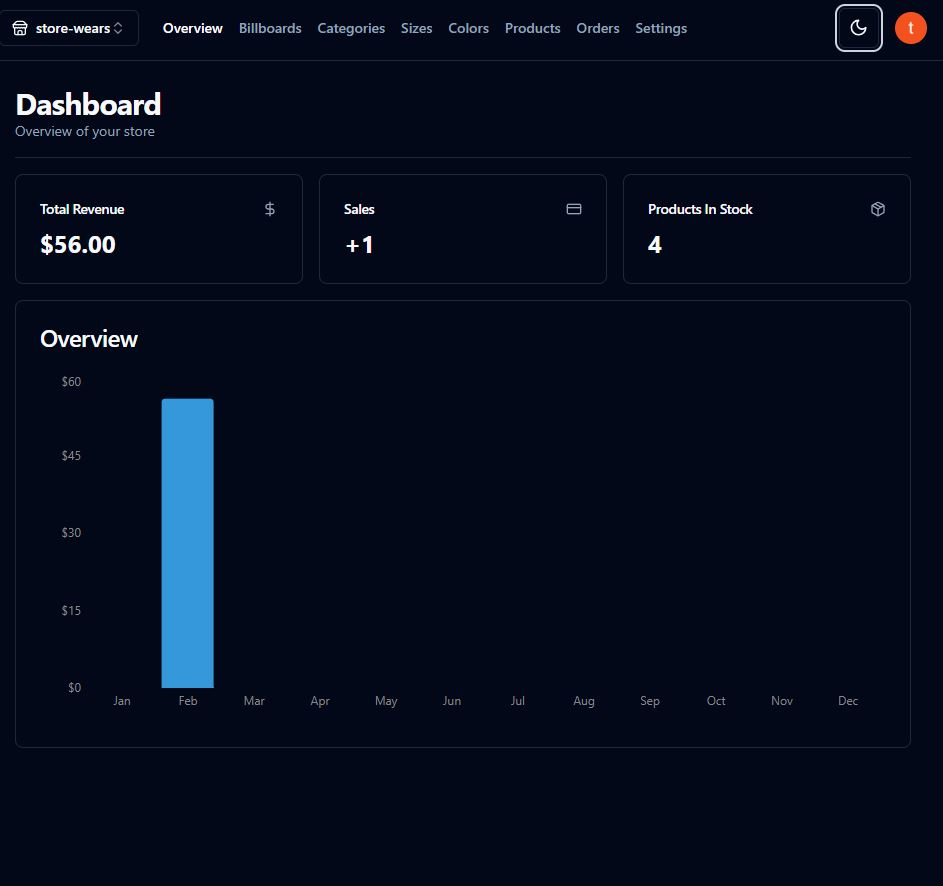 store-wears Overview Billboards Categories Sizes Colors Products Orders Settings t
Dashboard
Overview of your store
Total Revenue $ Sales Products In Stock
$56.00 +1 4
Overview
$60
$45
$30
$15
$0
Jan Feb Mar Apr May Jun Jul Aug Sep Oct Nov Dec